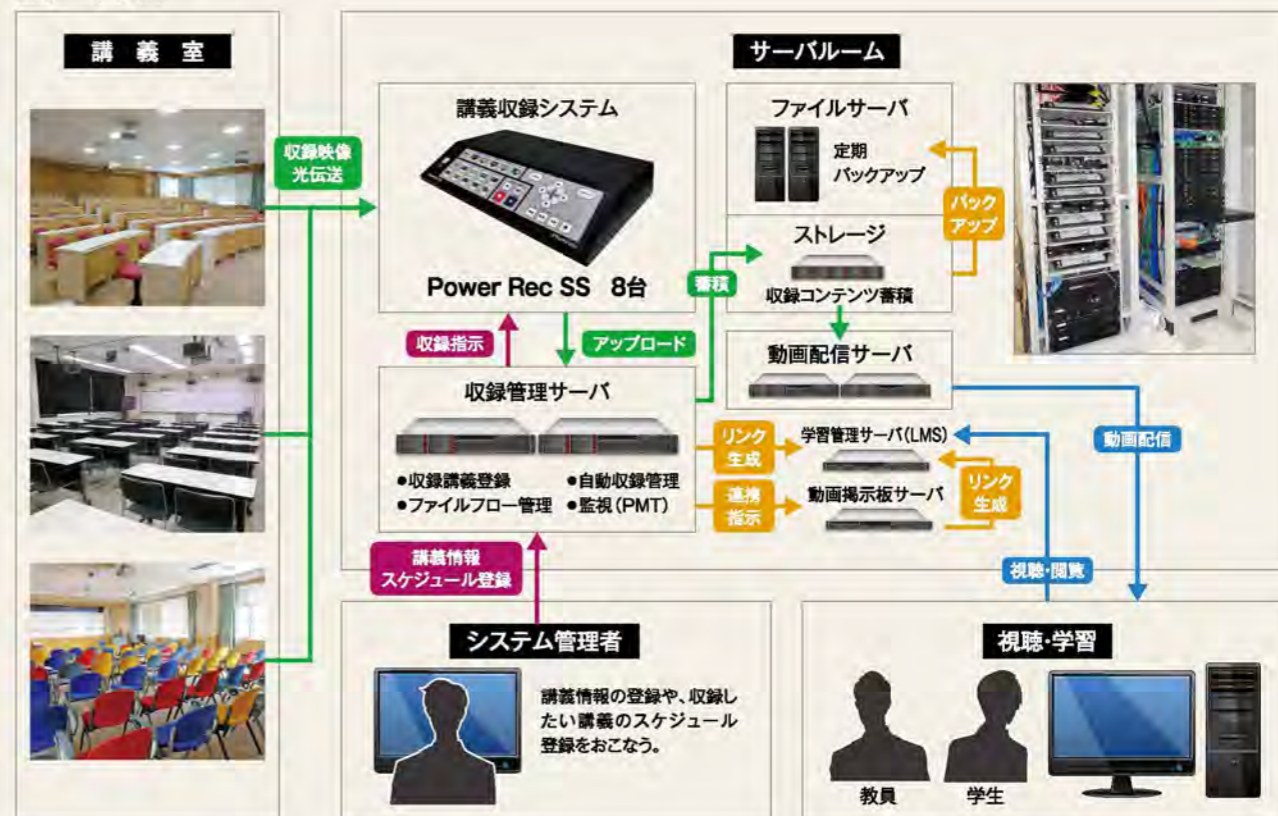 講義室
収録映像
光伝送
サーバルーム
講義収録システム
Power Rec SS 8台
収録指示
アップロード
蓄積
ファイルサーバ
定期
バックアップ
バック
アップ
ストレージ
収録コンテンツ蓄積
動画配信サーバ
収録管理サーバ
●収録講義登録
●自動収録管理
●ファイルフロー管理
●監視(PMT)
リンク
生成
学習管理サーバ(LMS)
連携
指示
動画掲示板サーバ
リンク
生成
動画配信
講義情報
スケジュール登録
視聴・閲覧
システム管理者
講義情報の登録や、収録し
たい講義のスケジュール
登録をおこなう。
視聴・学習
教員
学生